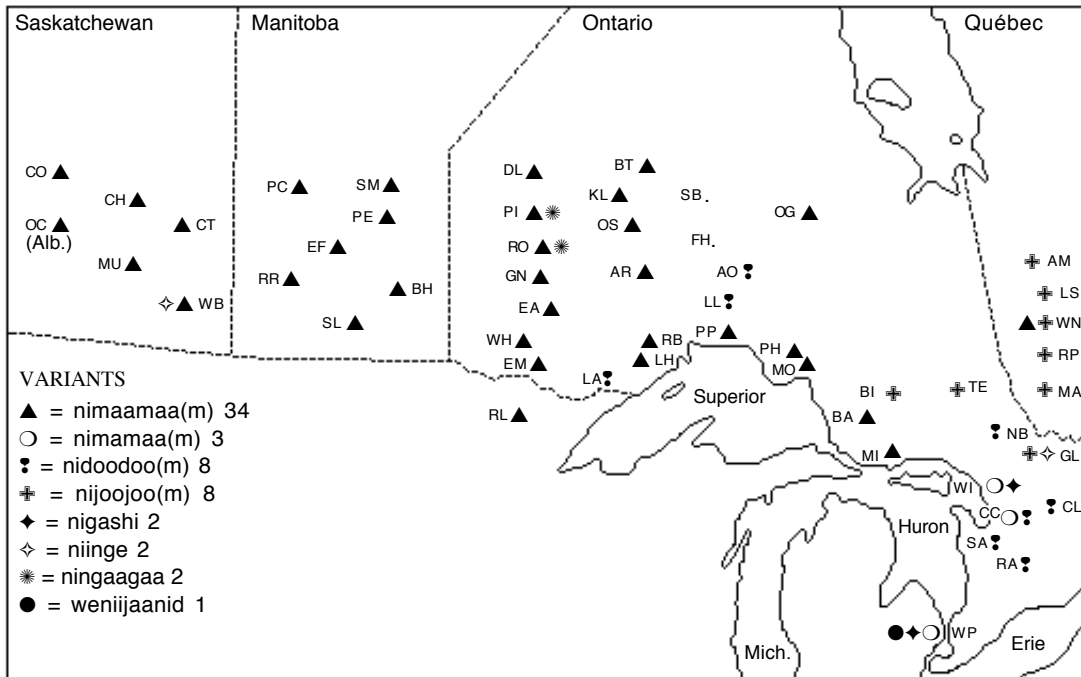 Saskatchewan Manitoba Ontario Québec
CO DL BT
CH PC SM KL SB
OC PE PI OG
(Alb.) CT OS
EF RO FH
MU AR AO AM
RR GN
BH LL LS
WB EA
SL PP WN
WH RB
PH RP
EM LH MO
VARIANTS LA BI TE MA
▲ = nimaamaa(m) 34 Superior
RL BA
❍ = nimamaa(m) 3 NB
MI GL
❢ = nidoodoo(m) 8
✙ = nijoojoo(m) 8 WI
✦ = nigashi 2 CC CL
Huron
✧ = niinge 2 SA
✺ = ningaagaa 2 RA
● = weniijaanid 1
WP
Mich. Erie